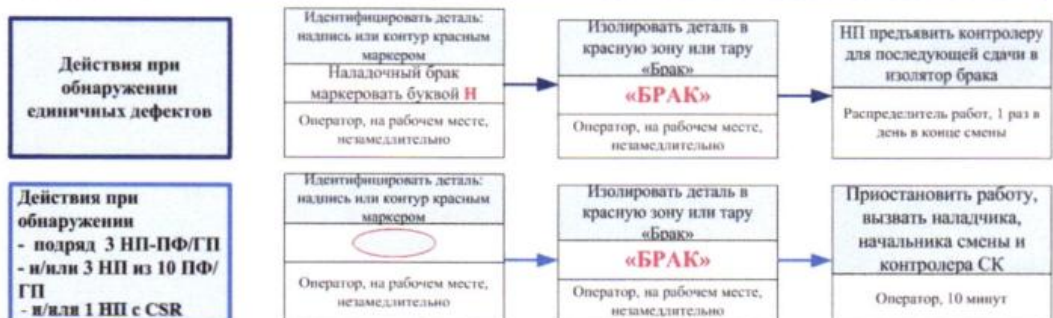 Действия при
обнаружении
единичных дефектов
Идентифицировать деталь:
надпись или контур красным
маркером
Наладочный брак
маркеровать буквой Н
Оператор, на рабочем месте,
незамедлительно
Изолировать деталь в
красную зону или тару
«Брак»
«БРАК»
Оператор, на рабочем месте,
незамедлительно
НП предъявить контролеру
для последующей сдачи в
изолятор брака
Распределитель работ, 1 раз в
день в конце смены
Действия при
обнаружении
- подряд 3 НП-ПФ/ГП
- и/или 3 НП из 10 ПФ/
ГП
- и/или 1 НП с CSR
Идентифицировать деталь:
надпись или контур красным
маркером
Оператор, на рабочем месте,
незамедлительно
Изолировать деталь в
красную зону или тару
«Брак»
«БРАК»
Оператор, на рабочем месте,
незамедлительно
Приостановить работу,
вызвать наладчика,
начальника смены и
контролера СК
Оператор, 10 минут